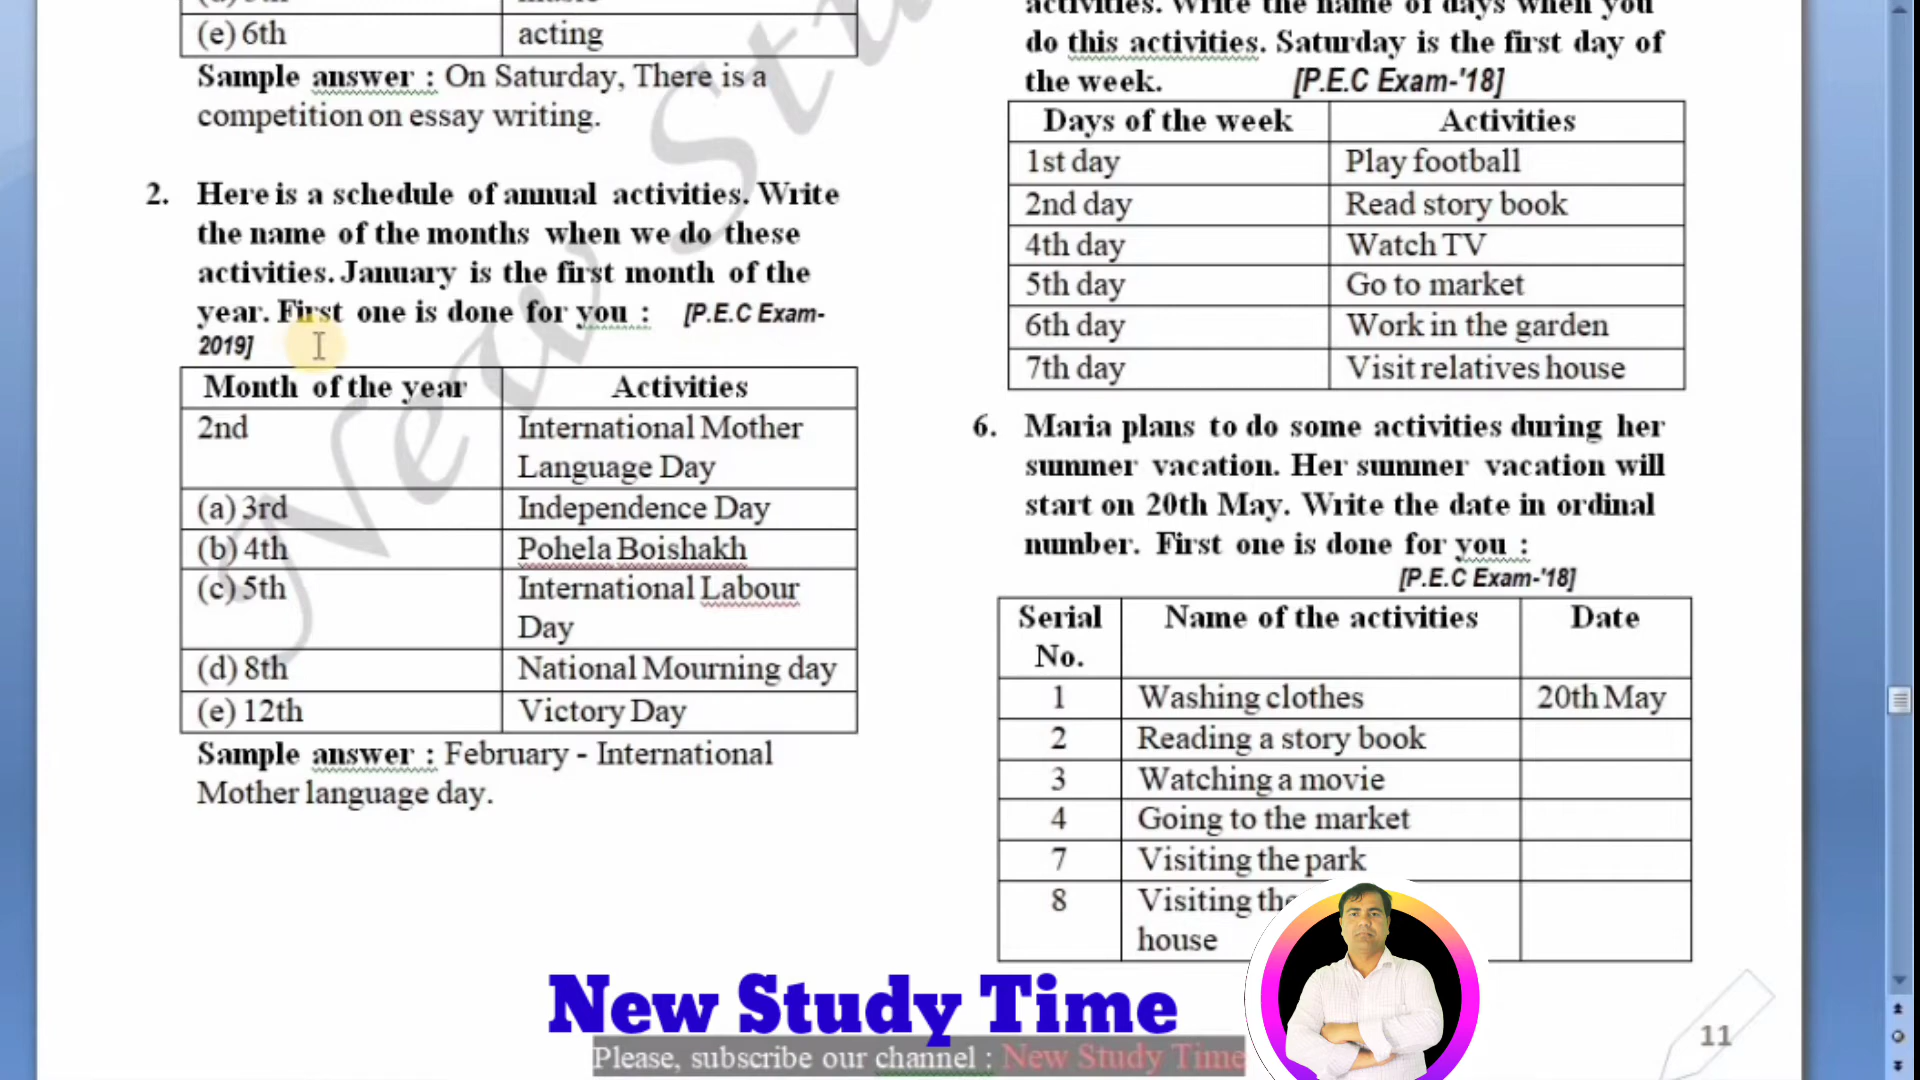 (e) 6th acting
Sample answer : On Saturday, There is a
competition on essay writing.
2. Here is a schedule of annual activities. Write
the name of the months when we do these
activities. January is the first month of the
year. First one is done for you : [P.E.C Exam-
2019]
Month of the year Activities
2nd International Mother
Language Day
(a) 3rd Independence Day
(b) 4th Pohela Boishakh
(c) 5th International Labour
Day
(d) 8th National Mourning day
(e) 12th Victory Day
Sample answer : February - International
Mother language day.
activities. Write the name of days when you
do this activities. Saturday is the first day of
the week. [P.E.C Exam-'18]
Days of the week Activities
1st day Play football
2nd day Read story book
4th day Watch TV
5th day Go to market
6th day Work in the garden
7th day Visit relatives house
6. Maria plans to do some activities during her
summer vacation. Her summer vacation will
start on 20th May. Write the date in ordinal
number. First one is done for you :
[P.E.C Exam-'18]
Serial Name of the activities Date
No.
1 Washing clothes 20th May
2 Reading a story book
3 Watching a movie
4 Going to the market
7 Visiting the park
8 Visiting the
house
New Study Time
11
Please, subscribe our channel : New Study Time